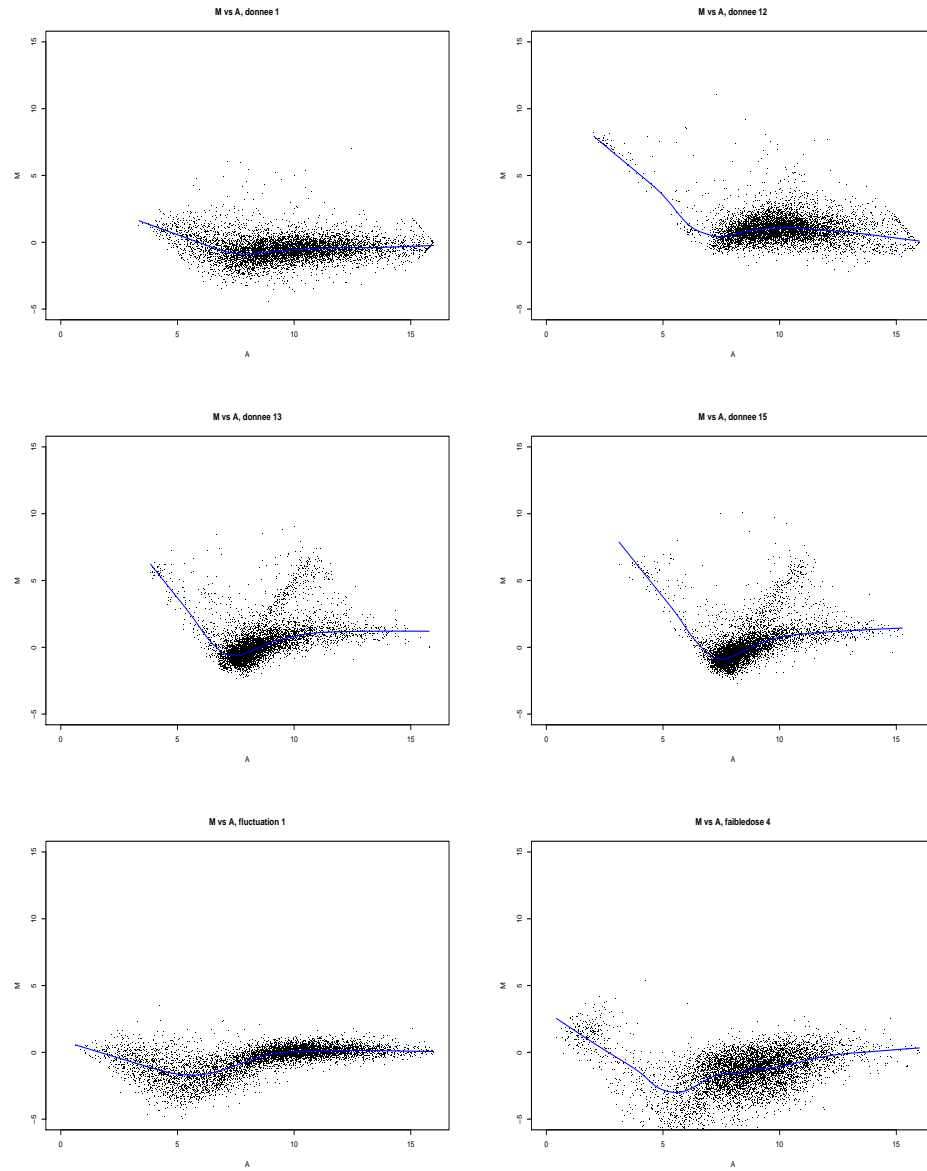 M vs A, donnee 1
M
15
10
5
0
−5
0 5 10 15
A
M vs A, donnee 12
M
15
10
5
0
−5
0 5 10 15
A
M vs A, donnee 13
M
15
10
5
0
−5
0 5 10 15
A
M vs A, donnee 15
M
15
10
5
0
−5
0 5 10 15
A
M vs A, fluctuation 1
M
15
10
5
0
−5
0 5 10 15
A
M vs A, faibledose 4
M
15
10
5
0
−5
0 5 10 15
A